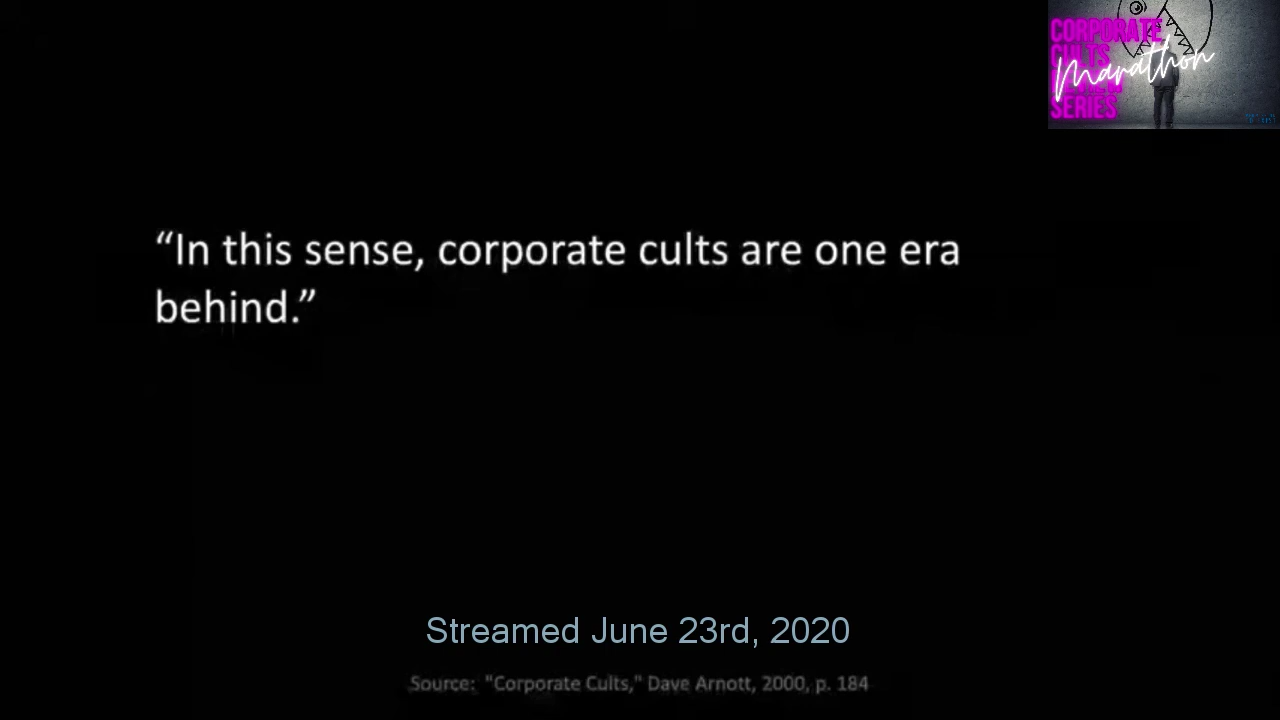 CORPORATE
CULTS
Marathon
SERIES
“In this sense, corporate cults are one era
behind.”
Streamed June 23rd, 2020
Source: "Corporate Cults," Dave Arnott, 2000, p. 184